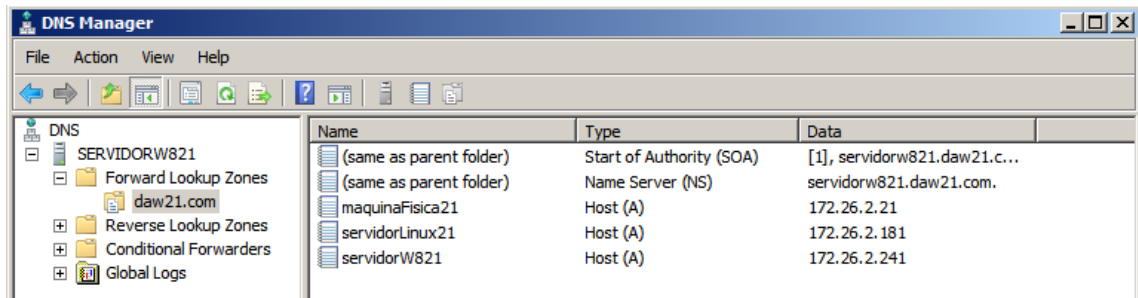 DNS Manager
File Action View Help
DNS
SERVIDORW821
Forward Lookup Zones
daw21.com
Reverse Lookup Zones
Conditional Forwarders
Global Logs
Name Type Data
(same as parent folder) Start of Authority (SOA) [1], servidorw821.daw21.c...
(same as parent folder) Name Server (NS) servidorw821.daw21.com.
maquinaFisica21 Host (A) 172.26.2.21
servidorLinux21 Host (A) 172.26.2.181
servidorW821 Host (A) 172.26.2.241